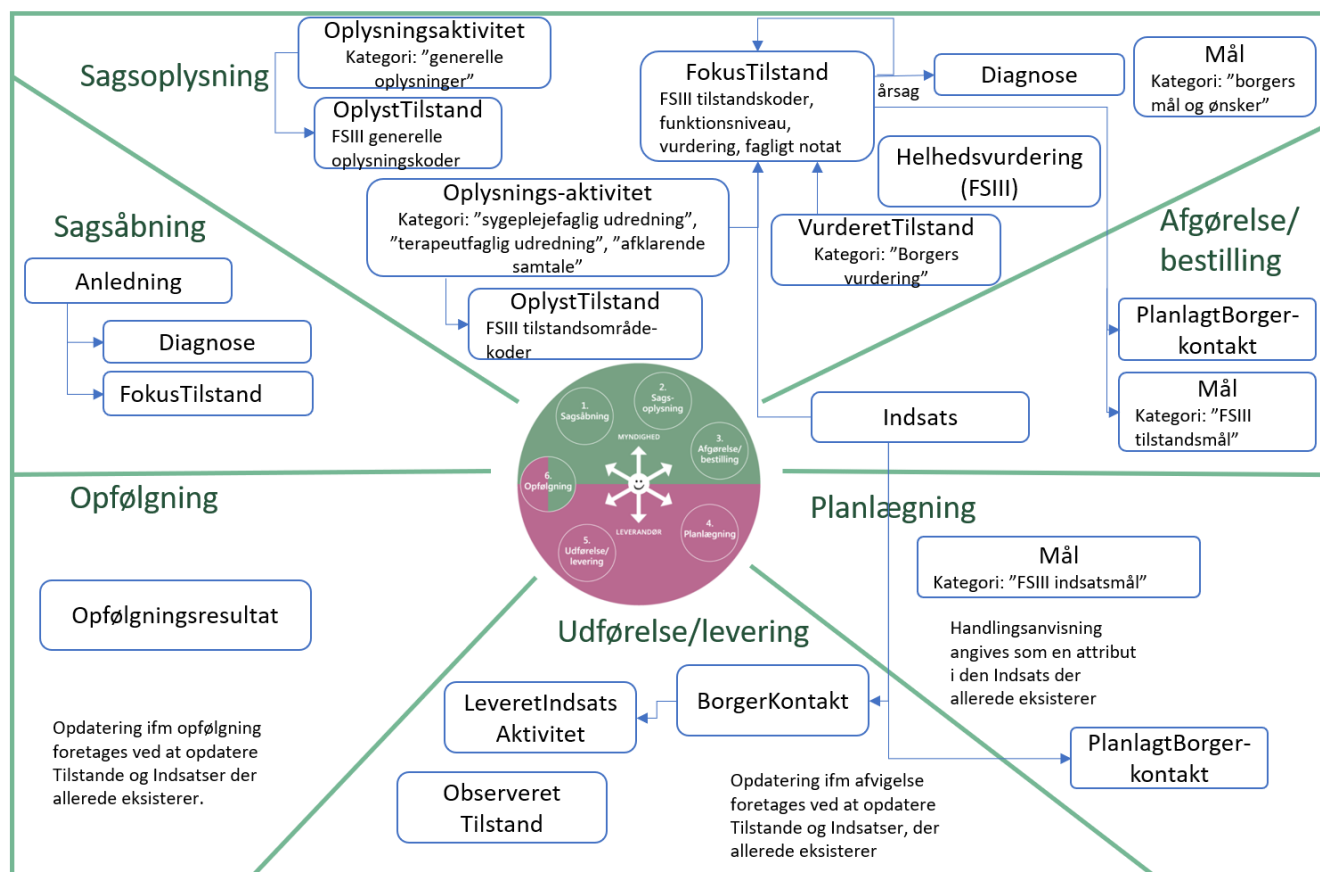 Sagsoplysning
Oplysningsaktivitet
Kategori: ”generelle
oplysninger”
OplystTilstand
FSIII generelle
oplysningskoder
FokusTilstand
FSIII tilstandskoder,
funktionsniveau,
vurdering, fagligt notat
årsag
Diagnose
Mål
Kategori: ”borgers
mål og ønsker”
Helhedsvurdering
(FSIII)
Oplysnings-aktivitet
Kategori: ”sygeplejefaglig udredning”,
”terapeutfaglig udredning”, ”afklarende
samtale”
VurderetTilstand
Kategori: ”Borgers
vurdering”
OplystTilstand
FSIII tilstandsområde-
koder
Sagsåbning
Anledning
Diagnose
FokusTilstand
Afgørelse/
bestilling
PlanlagtBorger-
kontakt
Mål
Kategori: ”FSIII
tilstandsmål”
Indsats
1.
Sagsåbning
2.
Sags-
oplysning
MYNDIGHED
3.
Afgørelse/
bestilling
6.
Opfølgning
LEVERANDØR
4.
Planlægning
5.
Udførelse/
levering
Opfølgning
Opfølgningsresultat
Opdatering ifm opfølgning
foretages ved at opdatere
Tilstande og Indsatser der
allerede eksisterer.
Udførelse/levering
LeveretIndsats
Aktivitet
BorgerKontakt
Observeret
Tilstand
Opdatering ifm afvigelse
foretages ved at opdatere
Tilstande og Indsatser, der
allerede eksisterer
Planlægning
Mål
Kategori: ”FSIII indsatsmål”
Handlingsanvisning
angives som en attribut
i den Indsats der
allerede eksisterer
PlanlagtBorger-
kontakt